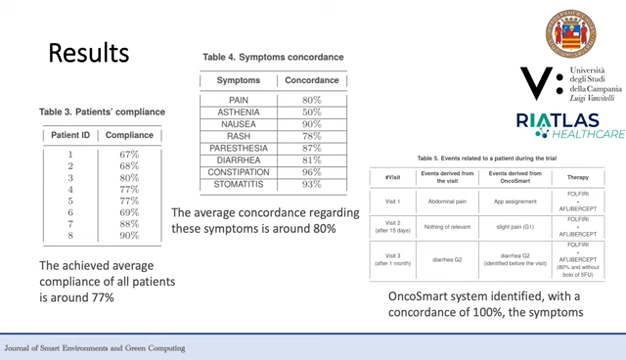 Results
Table 3. Patients' compliance
Patient ID Compliance
1 67%
2 68%
3 80%
4 77%
5 77%
6 69%
7 88%
8 90%
The achieved average
compliance of all patients
is around 77%
Table 4. Symptoms concordance
Symptoms Concordance
PAIN 80%
ASTHENIA 50%
NAUSEA 90%
RASH 78%
PARESTHESIA 87%
DIARRHEA 81%
CONSTIPATION 96%
STOMATITIS 93%
The average concordance regarding
these symptoms is around 80%
V:
Università
degli Studi
della Campania
Luigi Vanvitelli
RIATLAS
HEALTHCARE
Table 5. Events related to a patient during the trial
#Visit Events derived from the visit Events derived from OncoSmart Therapy
Visit 1 Abdominal pain App assignement FOLFIRI + AFLIBERCEPT
Visit 2 (after 15 days) Nothing of relevant slight pain (G1) FOLFIRI + AFLIBERCEPT
Visit 3 (after 1 month) diarrhea G2 diarrhea G2 (identified before the visit) FOLFIRI + AFLIBERCEPT (80% and without bolo of 5FU)
OncoSmart system identified, with a
concordance of 100%, the symptoms
Journal of Smart Environments and Green Computing